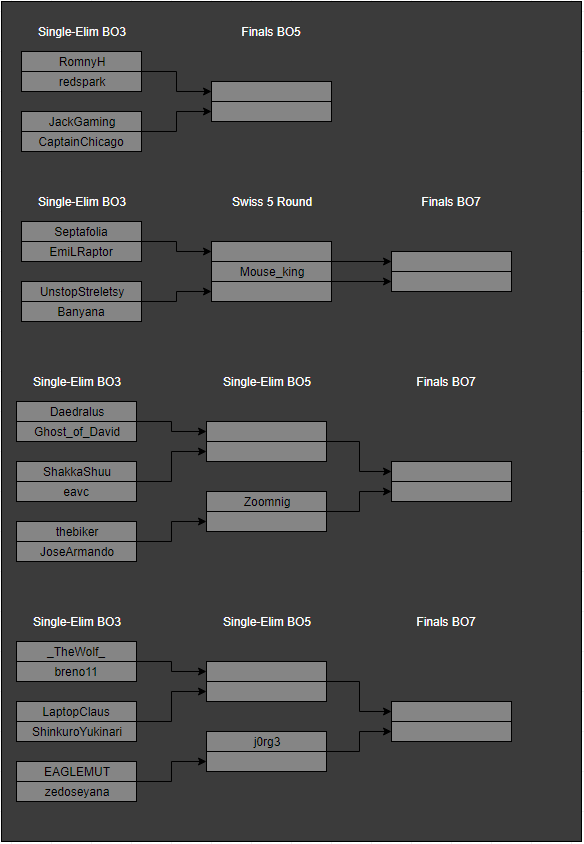 Single-Elim BO3 Finals BO5
RomnyH
redspark
JackGaming
CaptainChicago
Single-Elim BO3 Swiss 5 Round Finals BO7
Septafolia
EmiLRaptor
Mouse_king
UnstopStreletsy
Banyana
Single-Elim BO3 Single-Elim BO5 Finals BO7
Daedralus
Ghost_of_David
ShakkaShuu
eavc
Zoomnig
thebiker
JoseArmando
Single-Elim BO3 Single-Elim BO5 Finals BO7
_TheWolf_
breno11
LaptopClaus
ShinkuroYukinari
j0rg3
EAGLEMUT
zedoseyana